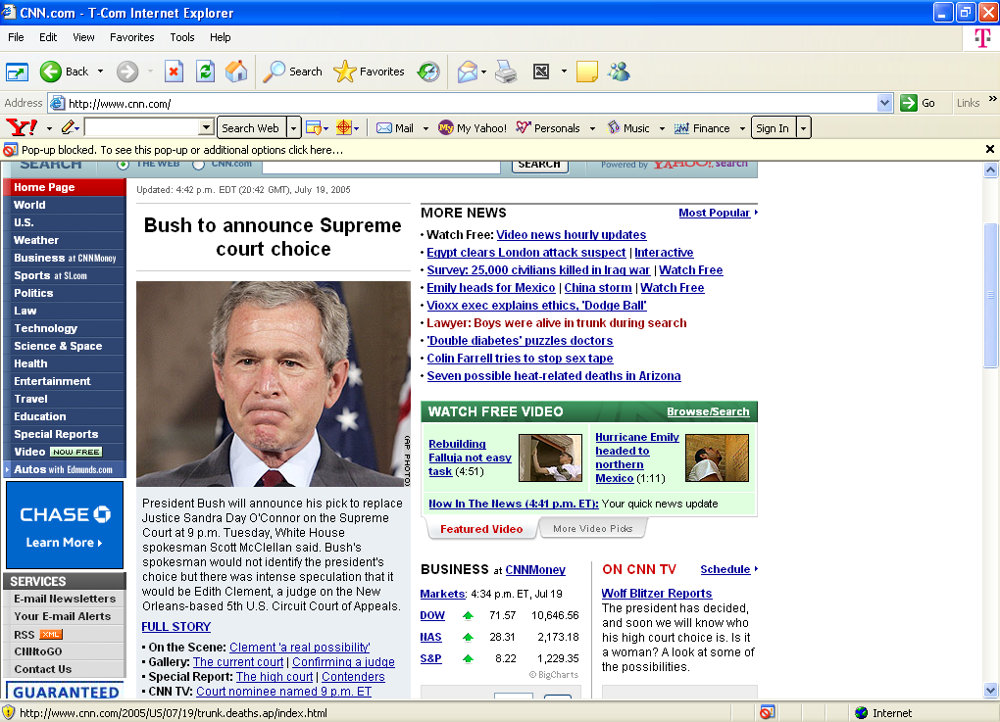 CNN.com - T-Com Internet Explorer
File Edit View Favorites Tools Help
T
Back Search Favorites
Address http://www.cnn.com/ Go Links »
Y! Search Web Mail My Yahoo! Personals Music Finance Sign In
Pop-up blocked. To see this pop-up or additional options click here...
SEARCH THE WEB CNN.com SEARCH Powered by YAHOO! search
Home Page
World
U.S.
Weather
Business at CNNMoney
Sports at SI.com
Politics
Law
Technology
Science & Space
Health
Entertainment
Travel
Education
Special Reports
Video NOW FREE
Autos with Edmunds.com
CHASE
Learn More
SERVICES
E-mail Newsletters
Your E-mail Alerts
RSS XML
CNNtoGO
Contact Us
GUARANTEED
Updated: 4:42 p.m. EDT (20:42 GMT), July 19, 2005
Bush to announce Supreme
court choice
(AP PHOTO)
President Bush will announce his pick to replace
Justice Sandra Day O'Connor on the Supreme
Court at 9 p.m. Tuesday, White House
spokesman Scott McClellan said. Bush's
spokesman would not identify the president's
choice but there was intense speculation that it
would be Edith Clement, a judge on the New
Orleans-based 5th U.S. Circuit Court of Appeals.
FULL STORY
• On the Scene: Clement 'a real possibility'
• Gallery: The current court | Confirming a judge
• Special Report: The high court | Contenders
• CNN TV: Court nominee named 9 p.m. ET
MORE NEWS Most Popular
• Watch Free: Video news hourly updates
• Egypt clears London attack suspect | Interactive
• Survey: 25,000 civilians killed in Iraq war | Watch Free
• Emily heads for Mexico | China storm | Watch Free
• Vioxx exec explains ethics, 'Dodge Ball'
• Lawyer: Boys were alive in trunk during search
• 'Double diabetes' puzzles doctors
• Colin Farrell tries to stop sex tape
• Seven possible heat-related deaths in Arizona
WATCH FREE VIDEO Browse/Search
Rebuilding
Falluja not easy
task (4:51)
Hurricane Emily
headed to
northern
Mexico (1:11)
Now In The News (4:41 p.m. ET): Your quick news update
Featured Video More Video Picks
BUSINESS at CNNMoney
Markets: 4:34 p.m. ET, Jul 19
DOW 71.57 10,646.56
NAS 28.31 2,173.18
S&P 8.22 1,229.35
© BigCharts
ON CNN TV Schedule
Wolf Blitzer Reports
The president has decided,
and soon we will know who
his high court choice is. Is it
a woman? A look at some of
the possibilities.
http://www.cnn.com/2005/US/07/19/trunk.deaths.ap/index.html Internet